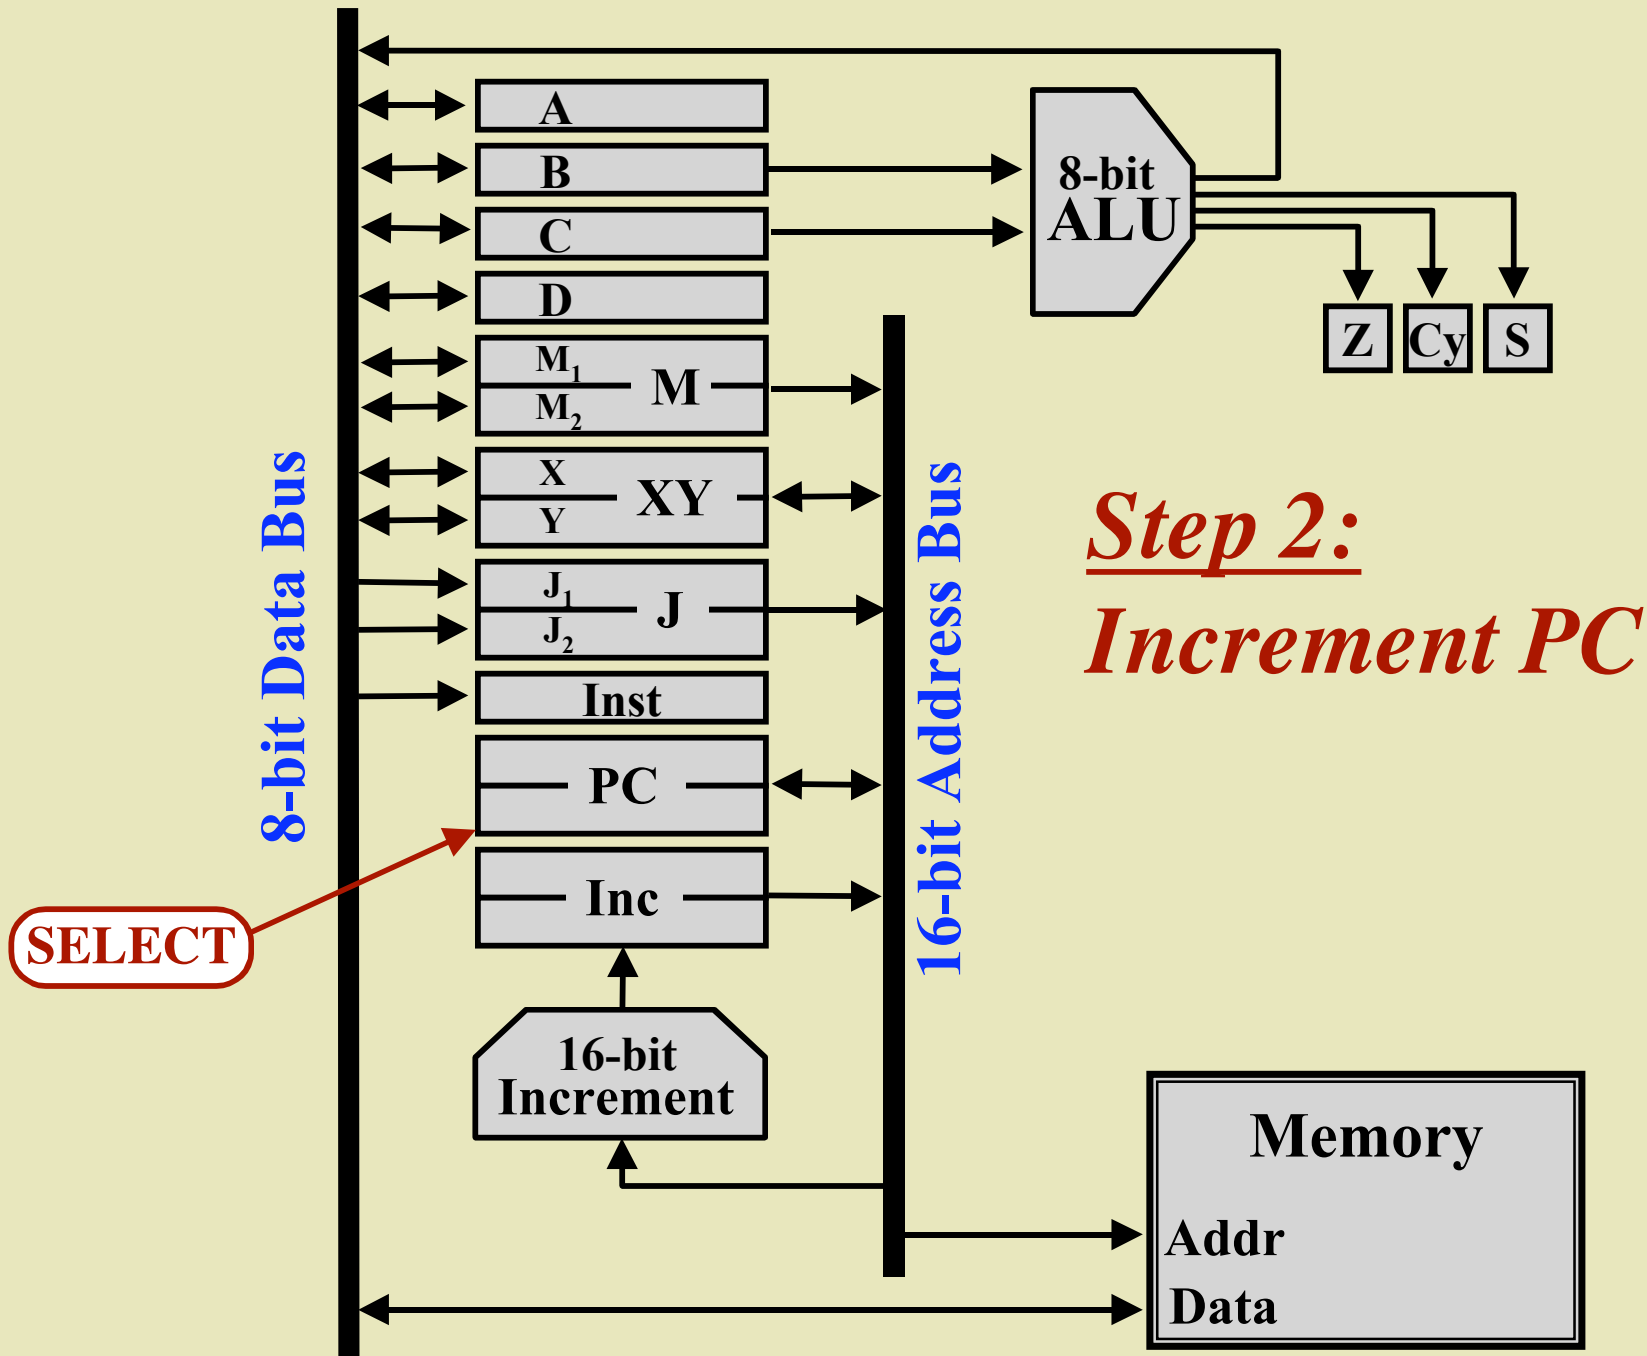 A
B
C
D
M1
M2
M
X
Y
XY
J1
J2
J
Inst
PC
Inc
16-bit
Increment
8-bit
ALU
Z
Cy
S
8-bit Data Bus
16-bit Address Bus
Step 2:
Increment PC
SELECT
Memory
Addr
Data